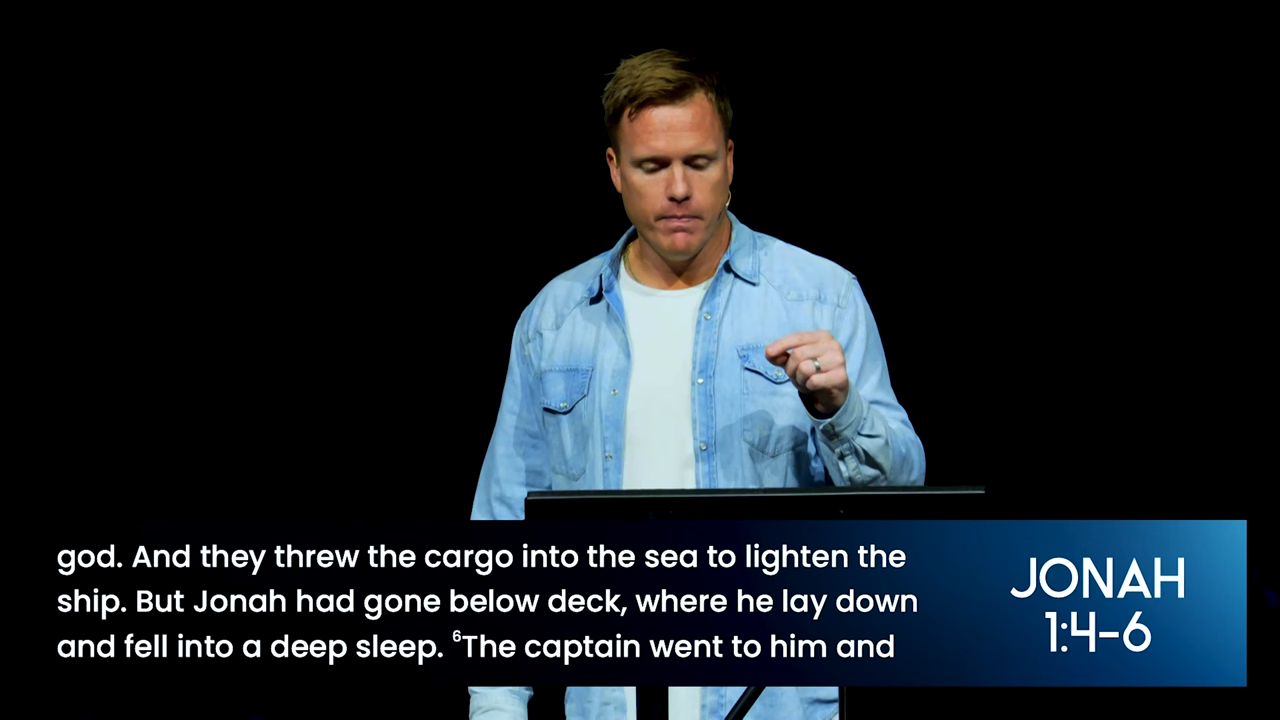 god. And they threw the cargo into the sea to lighten the
ship. But Jonah had gone below deck, where he lay down
and fell into a deep sleep. ⁶The captain went to him and
JONAH
1:4-6